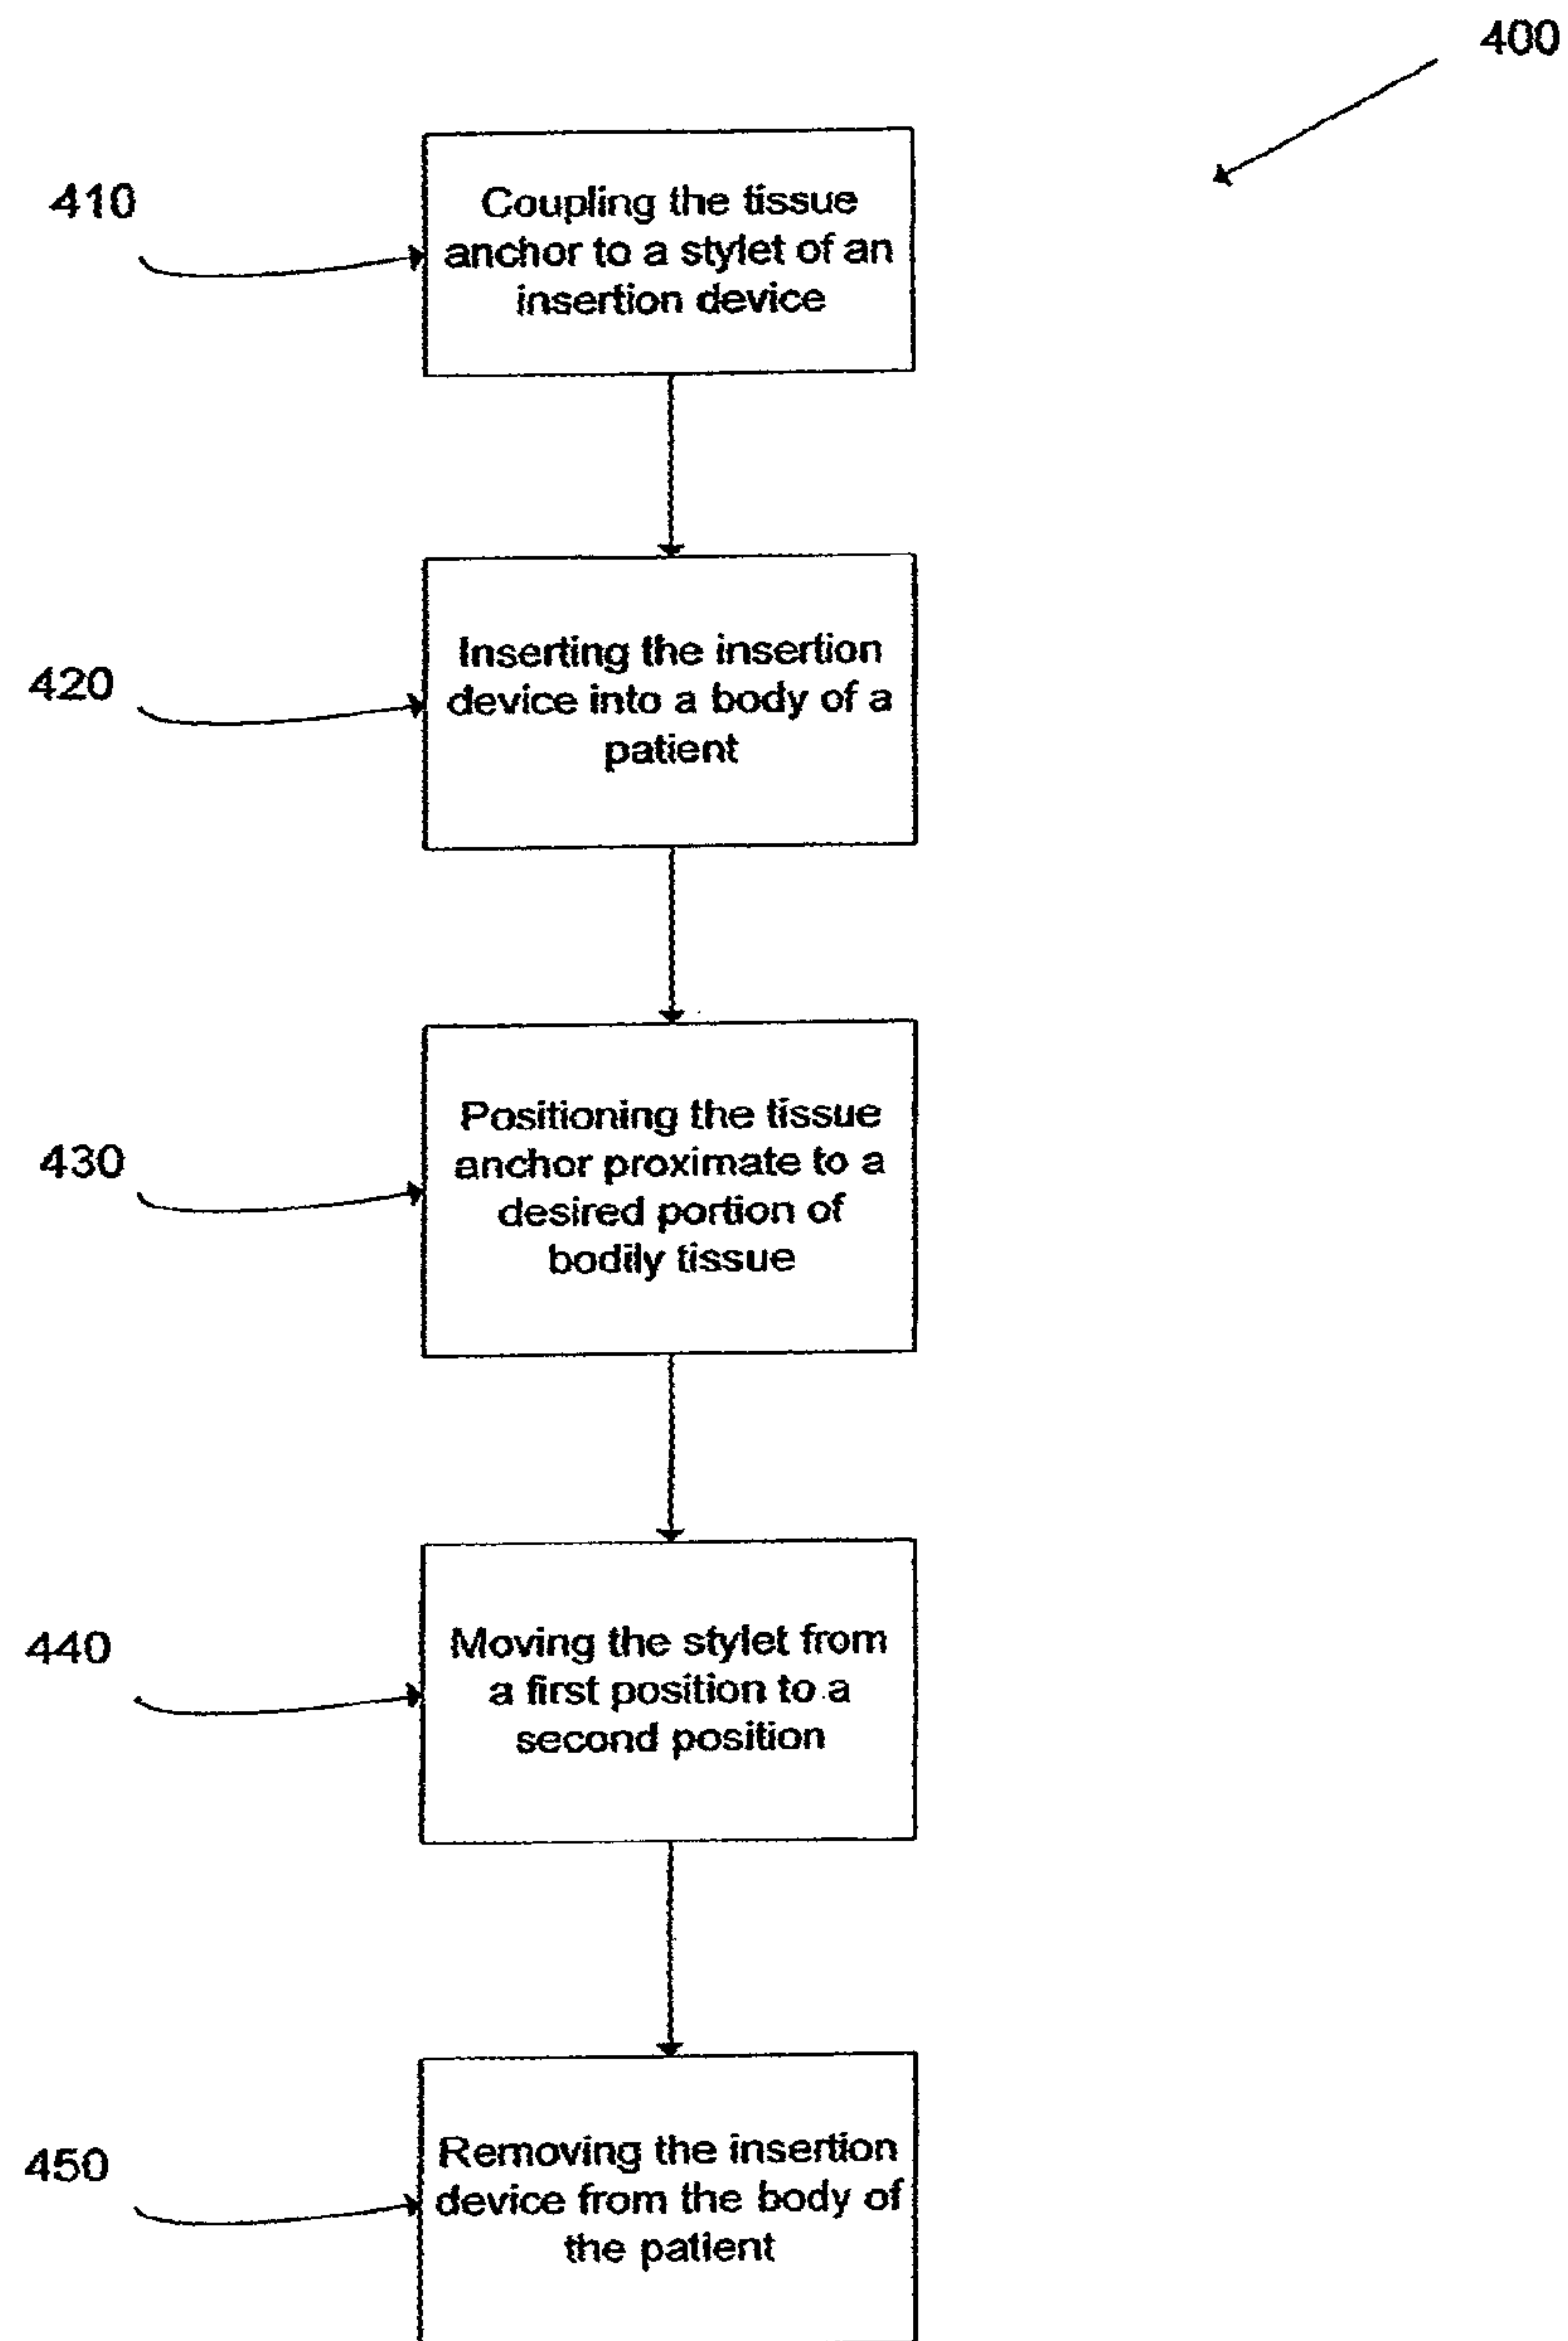 400
410
Coupling the tissue
anchor to a stylet of an
insertion device
420
Inserting the insertion
device into a body of a
patient
430
Positioning the tissue
anchor proximate to a
desired portion of
bodily tissue
440
Moving the stylet from
a first position to a
second position
450
Removing the insertion
device from the body of
the patient